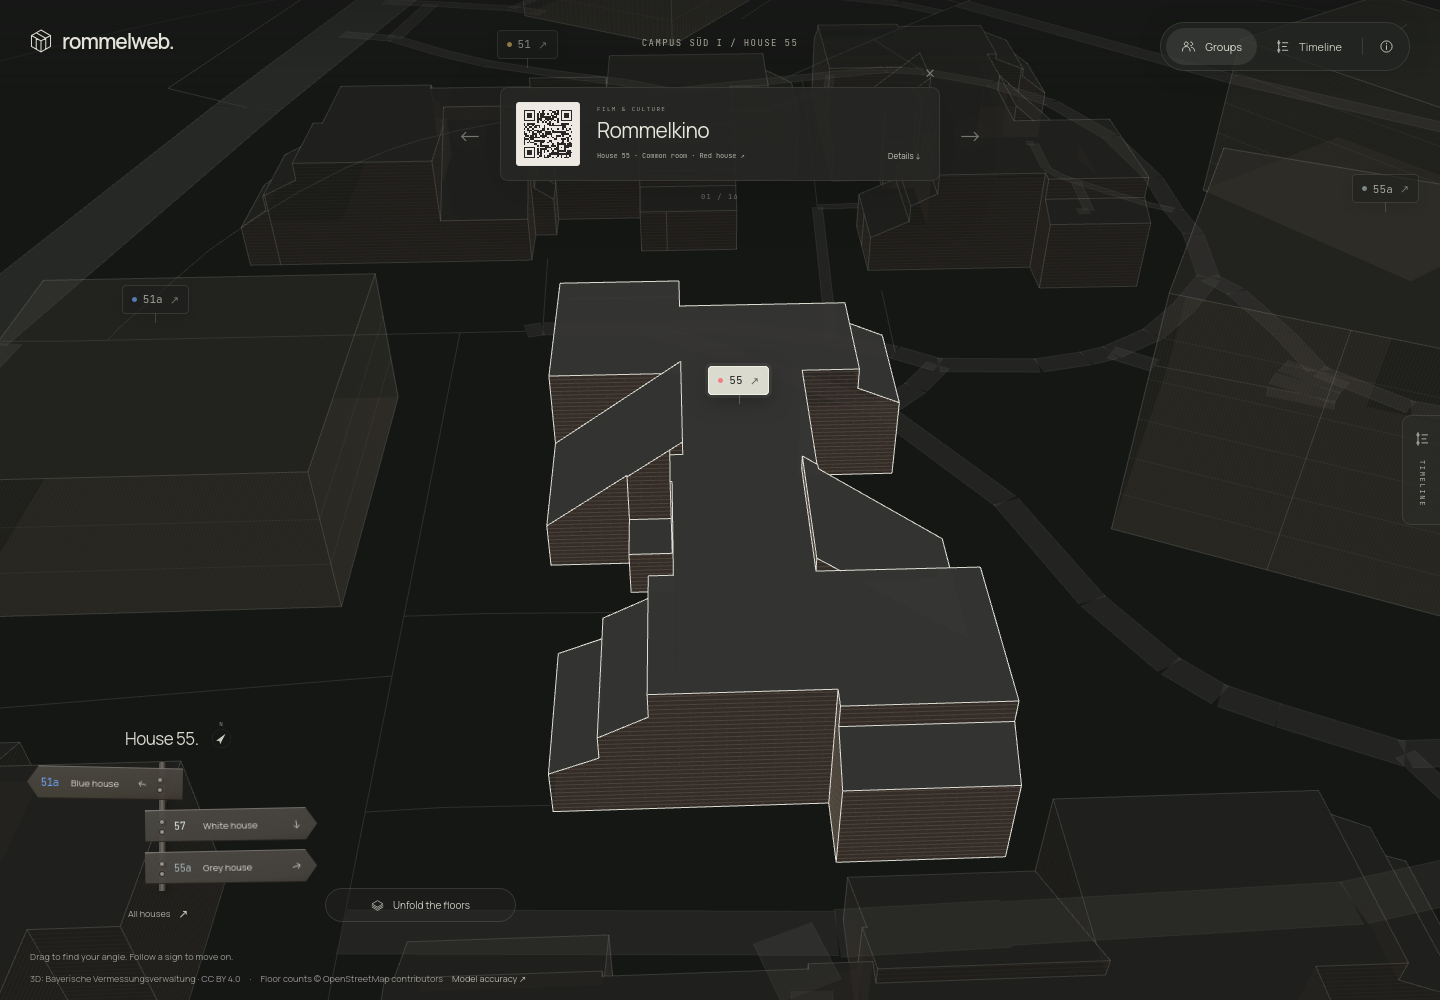 rommelweb.
51 ↗
CAMPUS SÜD I / HOUSE 55
Groups
Timeline
×
FILM & CULTURE
Rommelkino
House 55 · Common room · Red house ↗
Details ↓
← →
01 / 16
55a ↗
51a ↗
55 ↗
TIMELINE
N
House 55.
51a Blue house ←
57 White house ↓
55a Grey house →
All houses ↗
Unfold the floors
Drag to find your angle. Follow a sign to move on.
3D: Bayerische Vermessungsverwaltung · CC BY 4.0 · Floor counts © OpenStreetMap contributors Model accuracy ↗